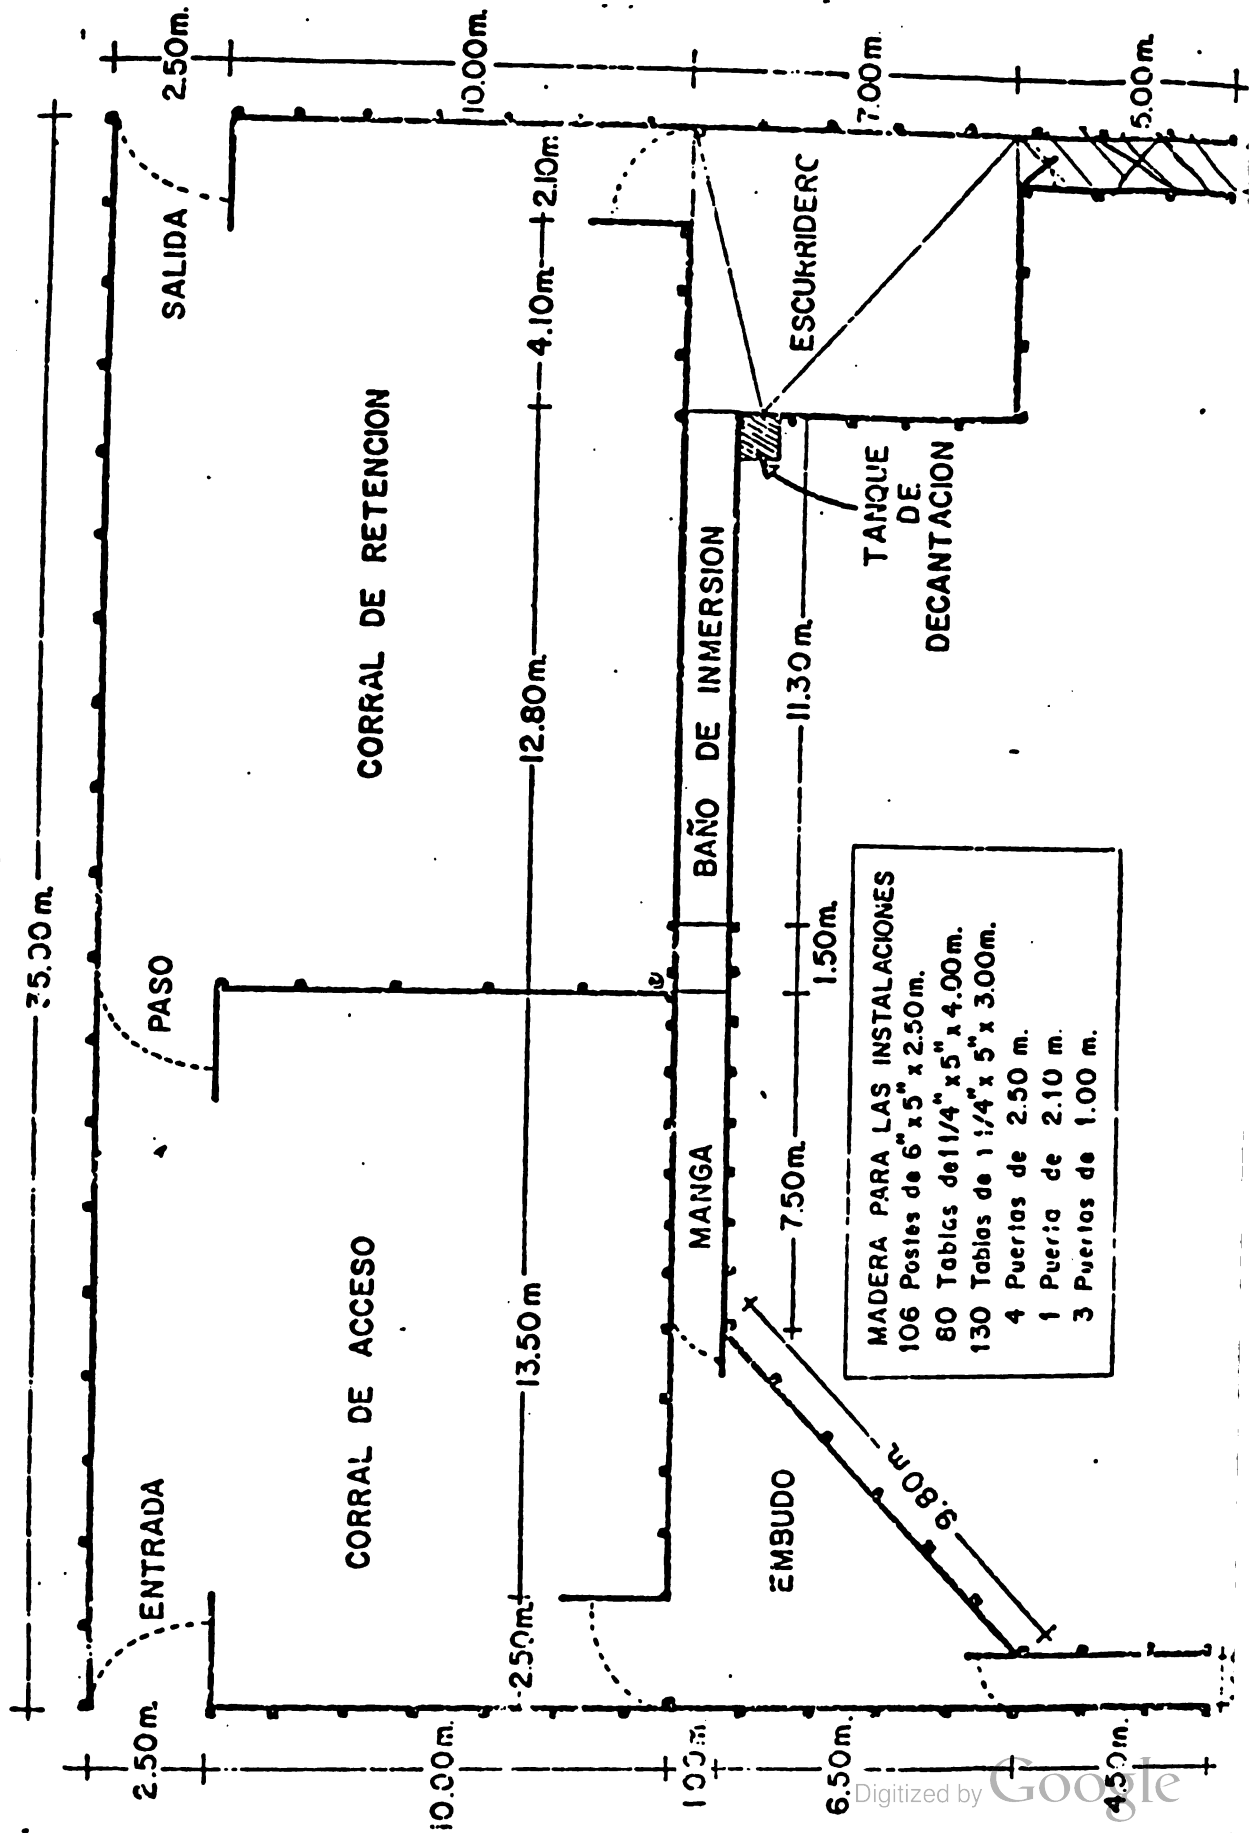 35.00 m.
2.50m.
ENTRADA
PASO
SALIDA
2.50m.
CORRAL DE ACCESO
CORRAL DE RETENCION
10.00m.
10.00m.
2.50m.
13.50m
12.80m.
4.10m.
2.10m.
1.00m.
MANGA
BAÑO DE INMERSION
ESCURRIDERO
EMBUDO
7.50m.
1.50m.
11.30m.
TANQUE
DE
DECANTACION
7.00m.
6.50m.
9.80m.
MADERA PARA LAS INSTALACIONES
106 Postes de 6" x 5" x 2.50m.
80 Tablas de 1 1/4" x 5" x 4.00m.
130 Tablas de 1 1/4" x 5" x 3.00m.
4 Puertas de 2.50 m.
1 Puerta de 2.10 m.
3 Puertas de 1.00 m.
4.50m.
5.00m.
Digitized by Google